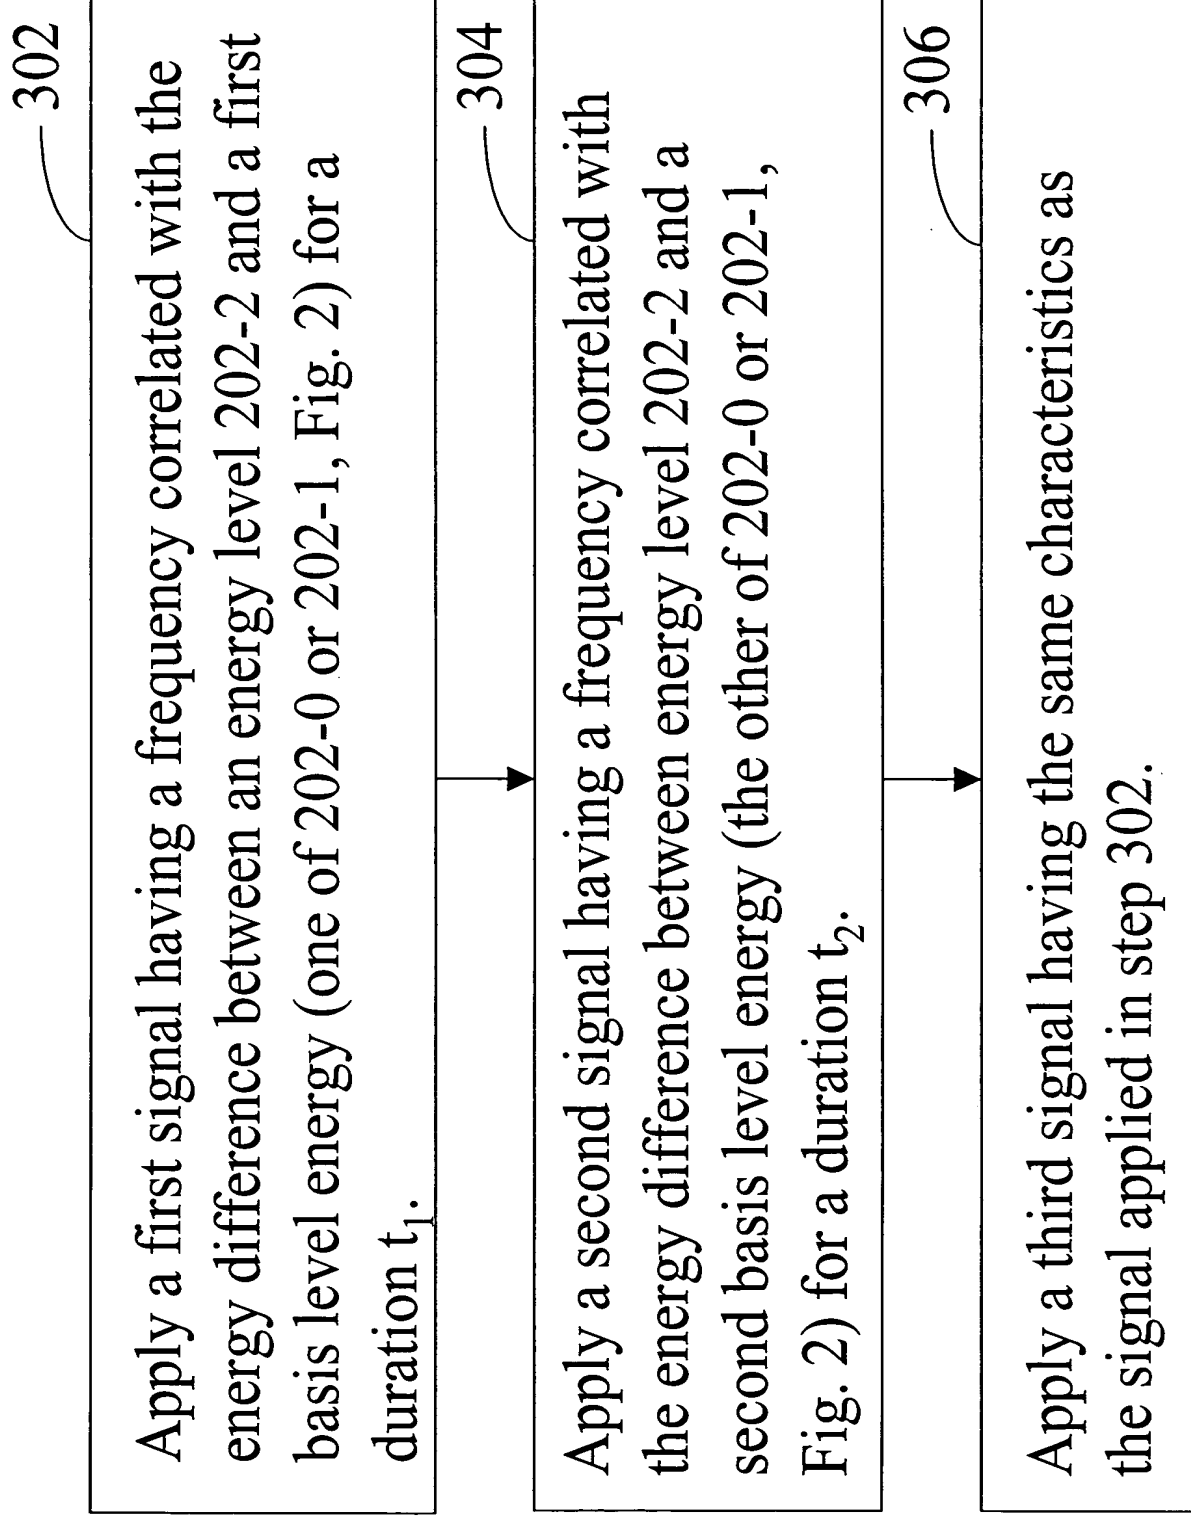 302
Apply a first signal having a frequency correlated with the
energy difference between an energy level 202-2 and a first
basis level energy (one of 202-0 or 202-1, Fig. 2) for a
duration t₁.
304
Apply a second signal having a frequency correlated with
the energy difference between energy level 202-2 and a
second basis level energy (the other of 202-0 or 202-1,
Fig. 2) for a duration t₂.
306
Apply a third signal having the same characteristics as
the signal applied in step 302.